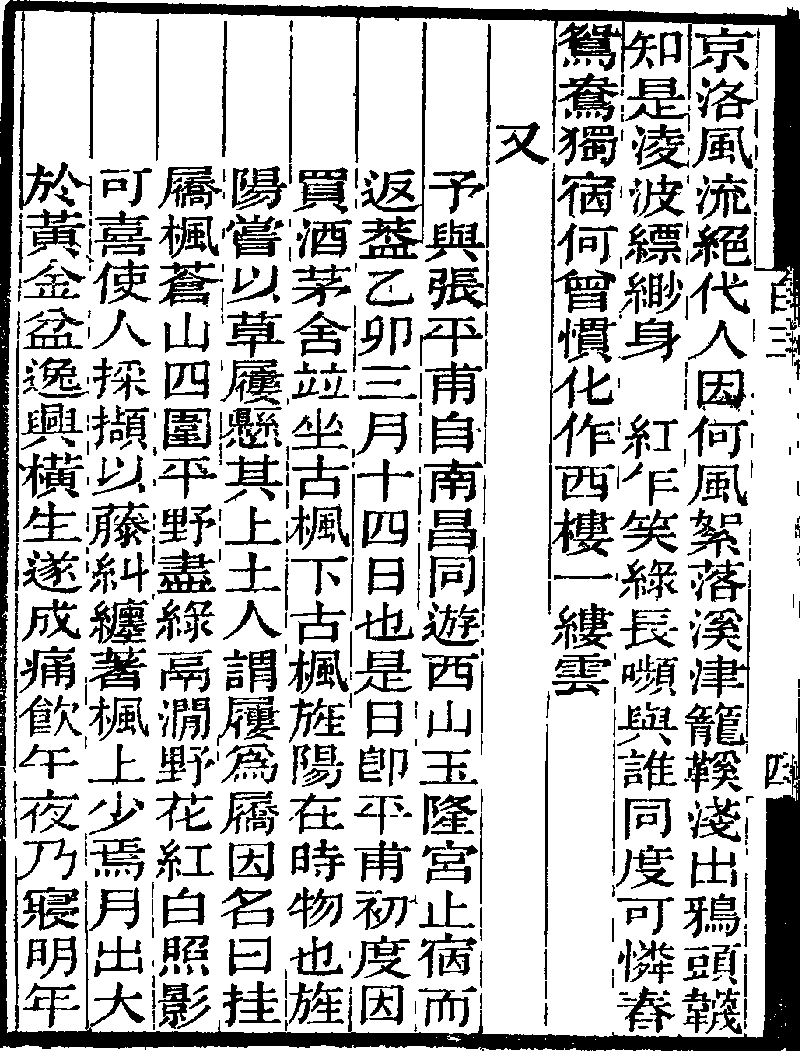 京洛風流絕代人因何風絮落溪津籠鞵淺出鴉頭韈
知是淩波縹緲身　紅乍笑綠長嚬與誰同度可憐春
鴛鴦獨宿何曾慣化作西樓一縷雲
又
予與張平甫自南昌同遊西山玉隆宮止宿而
返葢乙卯三月十四日也是日卽平甫初度因
買酒茅舍竝坐古楓下古楓旌陽在時物也旌
陽嘗以草屨懸其上土人謂屨爲屩因名曰挂
屩楓蒼山四圍平野盡綠鬲澗野花紅白照影
可喜使人採擷以藤糾纏著楓上少焉月出大
於黃金盆逸興橫生遂成痛飮午夜乃寢明年
四